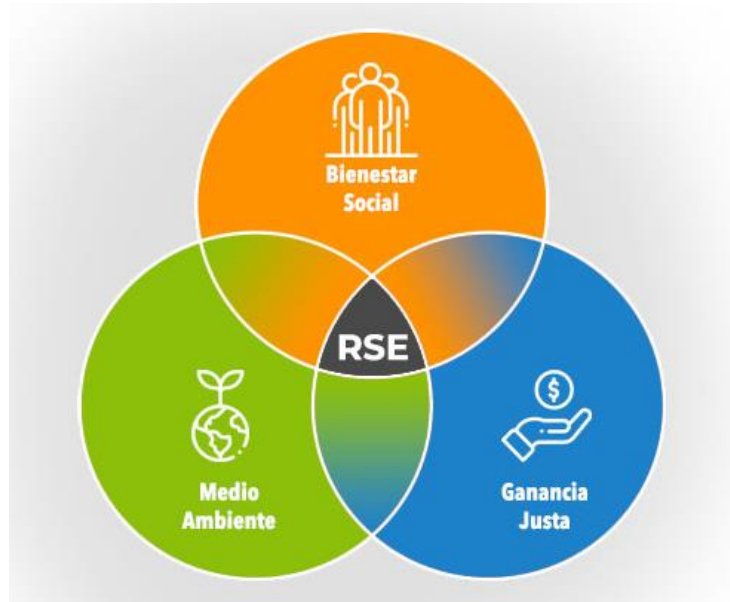 Bienestar
Social
RSE
$
Medio
Ambiente
Ganancia
Justa